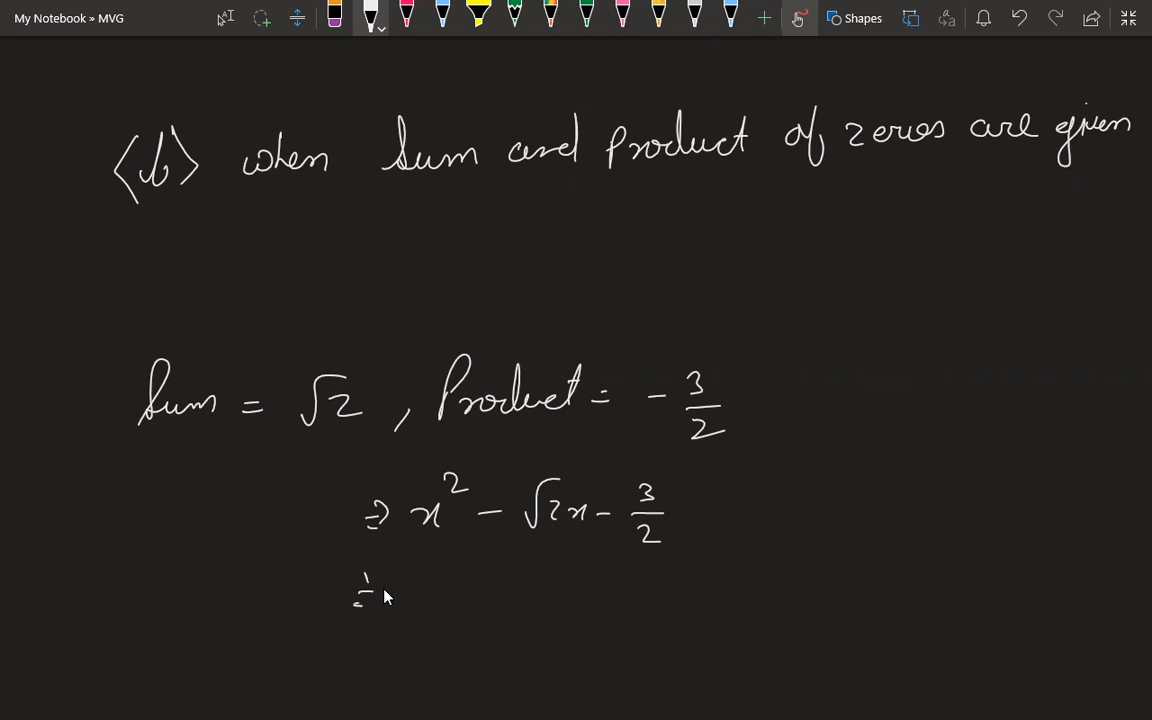 My Notebook » MVG
Shapes
<b> when Sum and Product of zeroes are given
Sum = √2 , Product = - 3/2
⇒ x² - √2x - 3/2